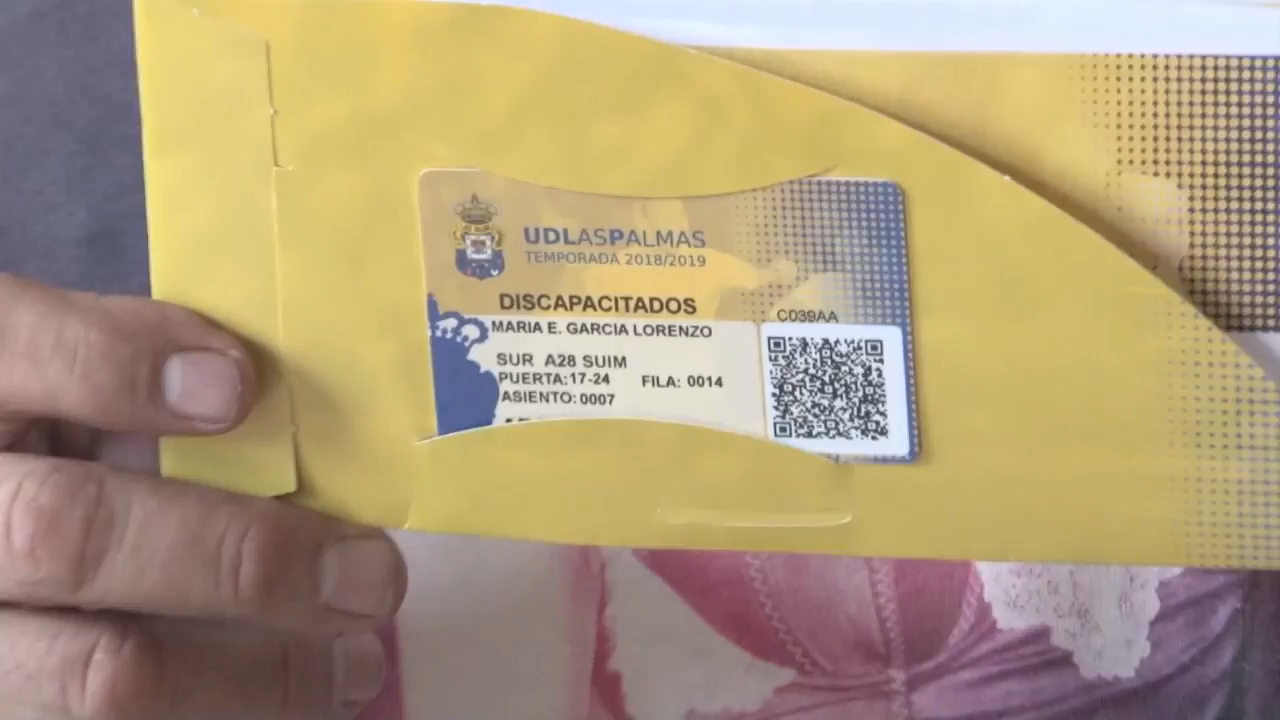 UDLASPALMAS
TEMPORADA 2018/2019
DISCAPACITADOS
C039AA
MARIA E. GARCIA LORENZO
SUR A28 SUIM
PUERTA:17-24 FILA: 0014
ASIENTO:0007